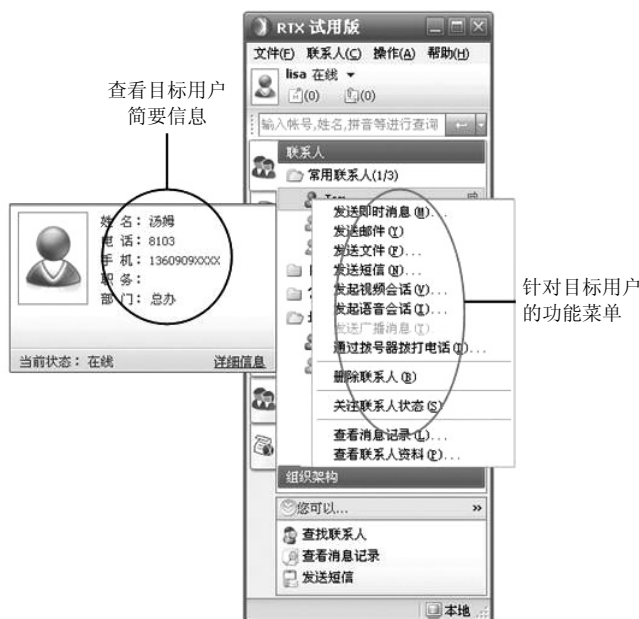 RTX 试用版
文件(F) 联系人(C) 操作(A) 帮助(H)
lisa 在线
(0) (0)
输入帐号,姓名,拼音等进行查询
联系人
常用联系人(1/3)
查看目标用户
简要信息
姓 名：汤姆
电 话：8103
手 机：1360909XXXX
职 务：
部 门：总办
当前状态：在线 详细信息
发送即时消息(M)...
发送邮件(Y)
发送文件(F)...
发送短信(N)...
发起视频会话(V)...
发起语音会话(I)...
发送广播消息(I)
通过拨号器拨打电话(I)...
删除联系人(R)
关注联系人状态(S)
查看消息记录(L)...
查看联系人资料(P)...
针对目标用户
的功能菜单
组织架构
您可以... »
查找联系人
查看消息记录
发送短信
本地